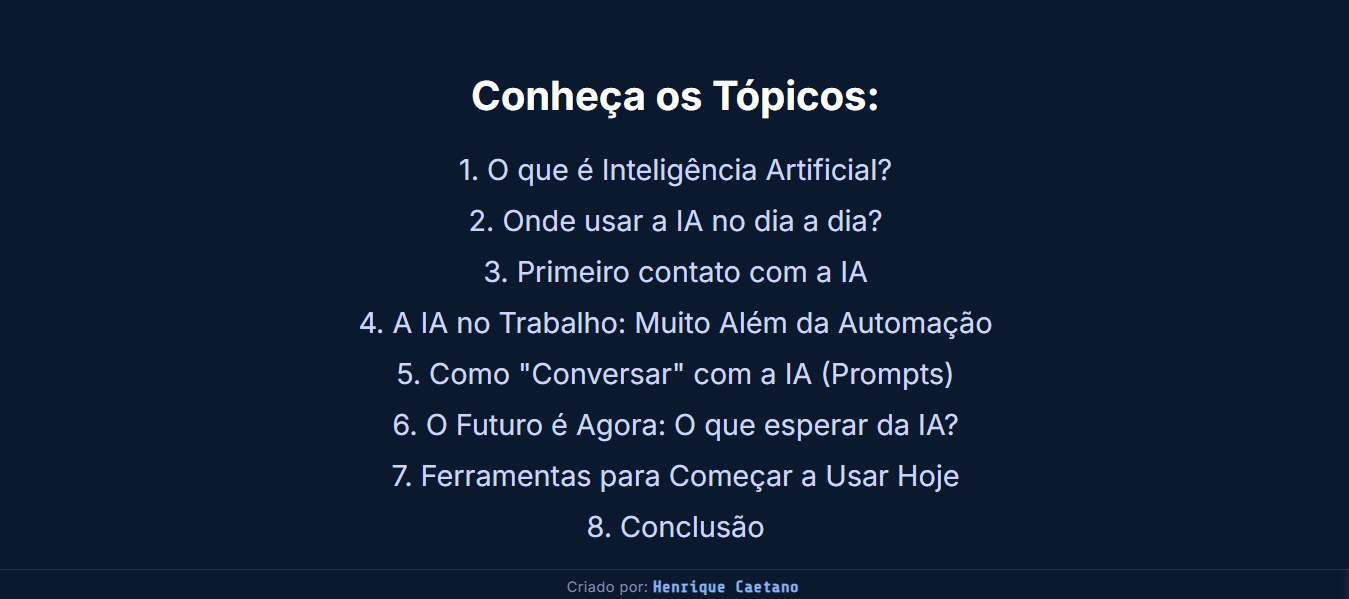 Conheça os Tópicos:
1. O que é Inteligência Artificial?
2. Onde usar a IA no dia a dia?
3. Primeiro contato com a IA
4. A IA no Trabalho: Muito Além da Automação
5. Como "Conversar" com a IA (Prompts)
6. O Futuro é Agora: O que esperar da IA?
7. Ferramentas para Começar a Usar Hoje
8. Conclusão
Criado por: Henrique Caetano